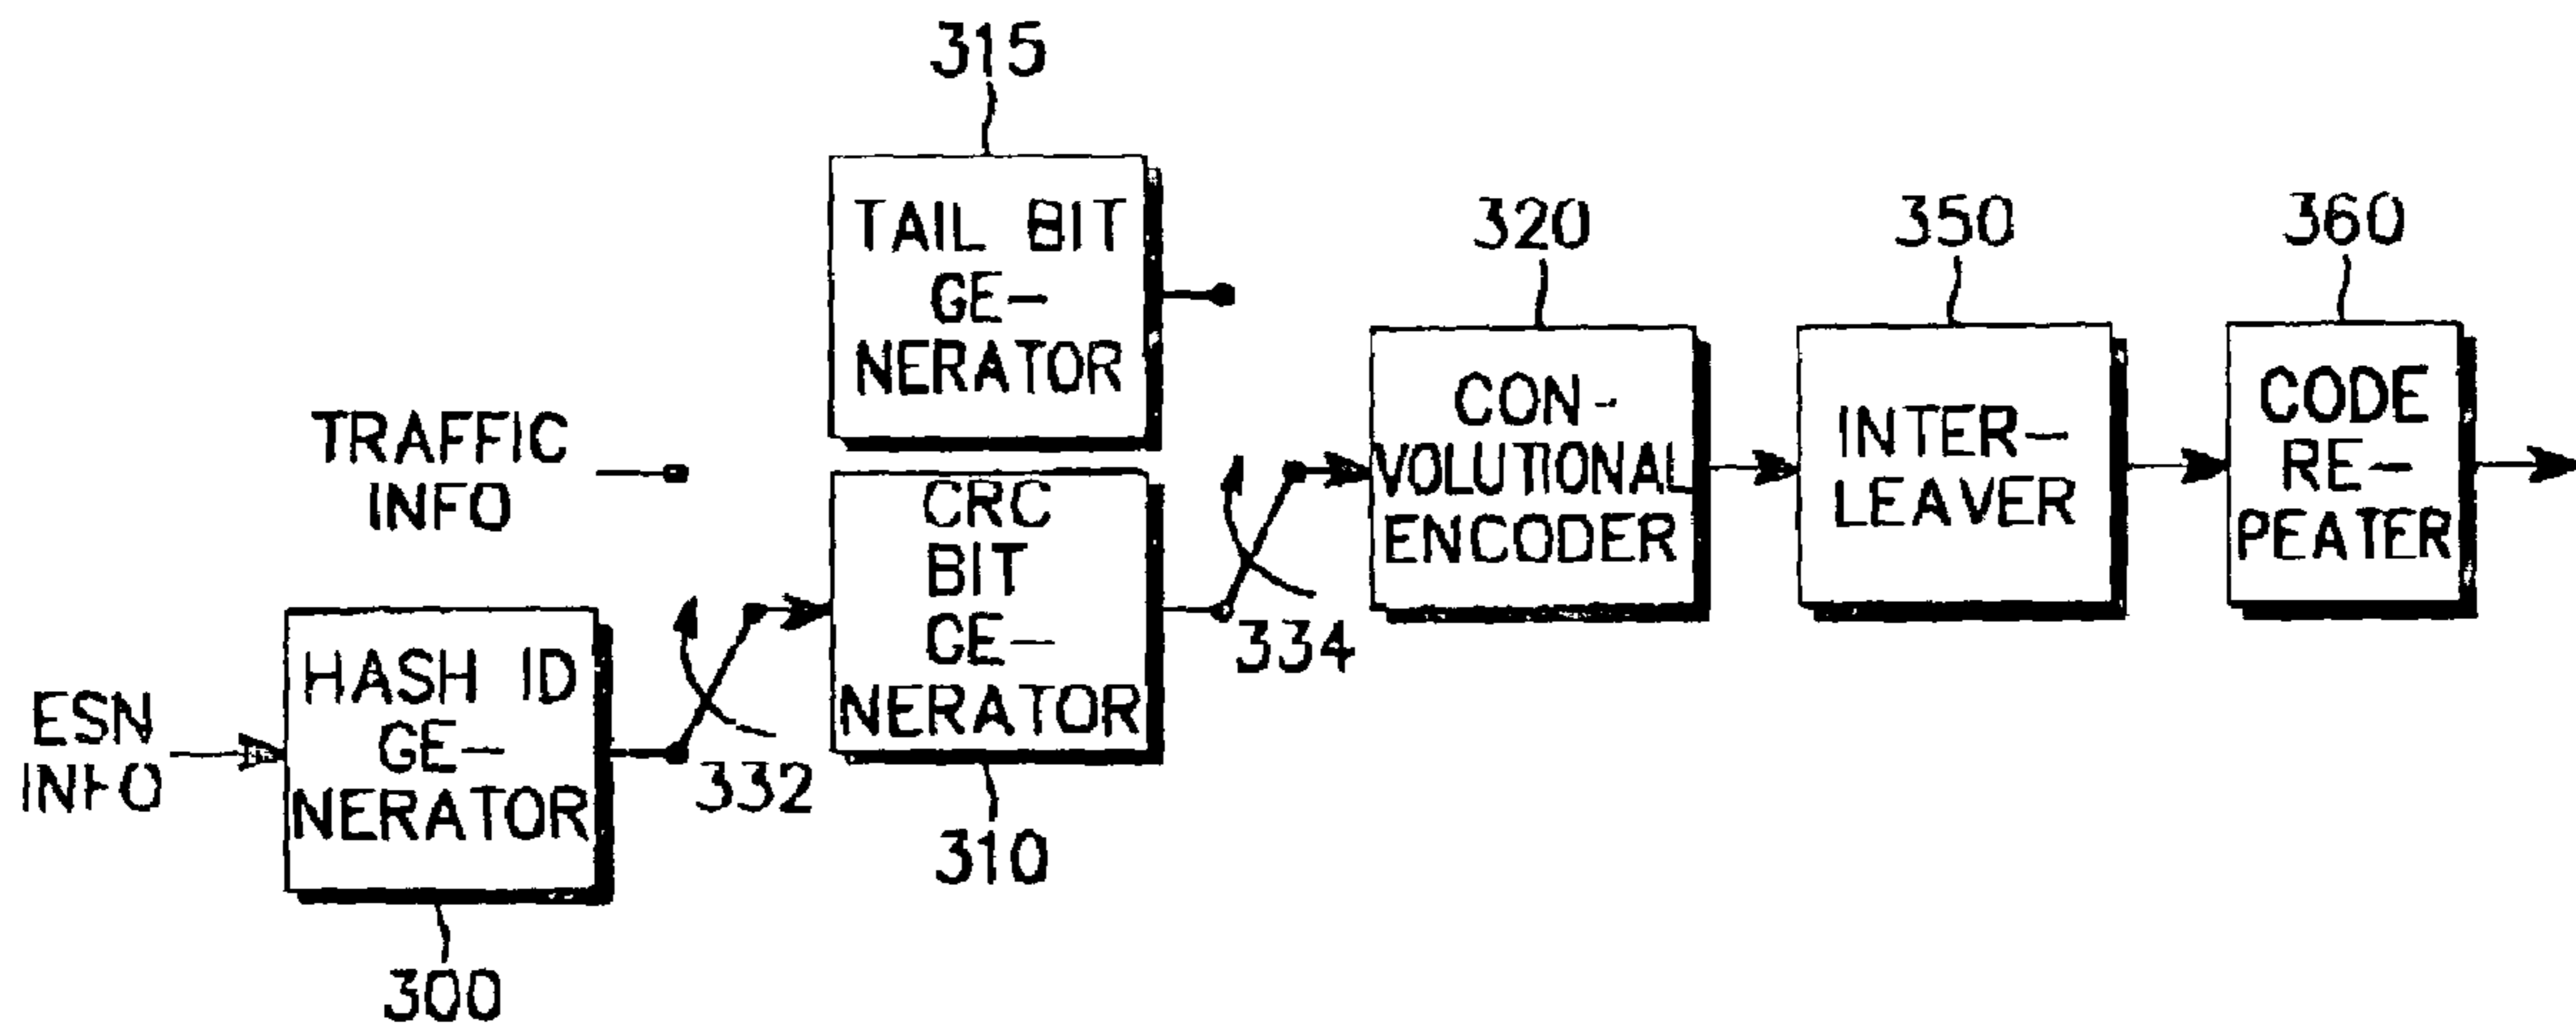 315
TAIL BIT
GE-
NERATOR
320
350
360
TRAFFIC
INFO
CRC
BIT
GE-
NERATOR
CON-
VOLUTIONAL
ENCODER
INTER-
LEAVER
CODE
RE-
PEATER
334
ESN
INFO
HASH ID
GE-
NERATOR
332
310
300